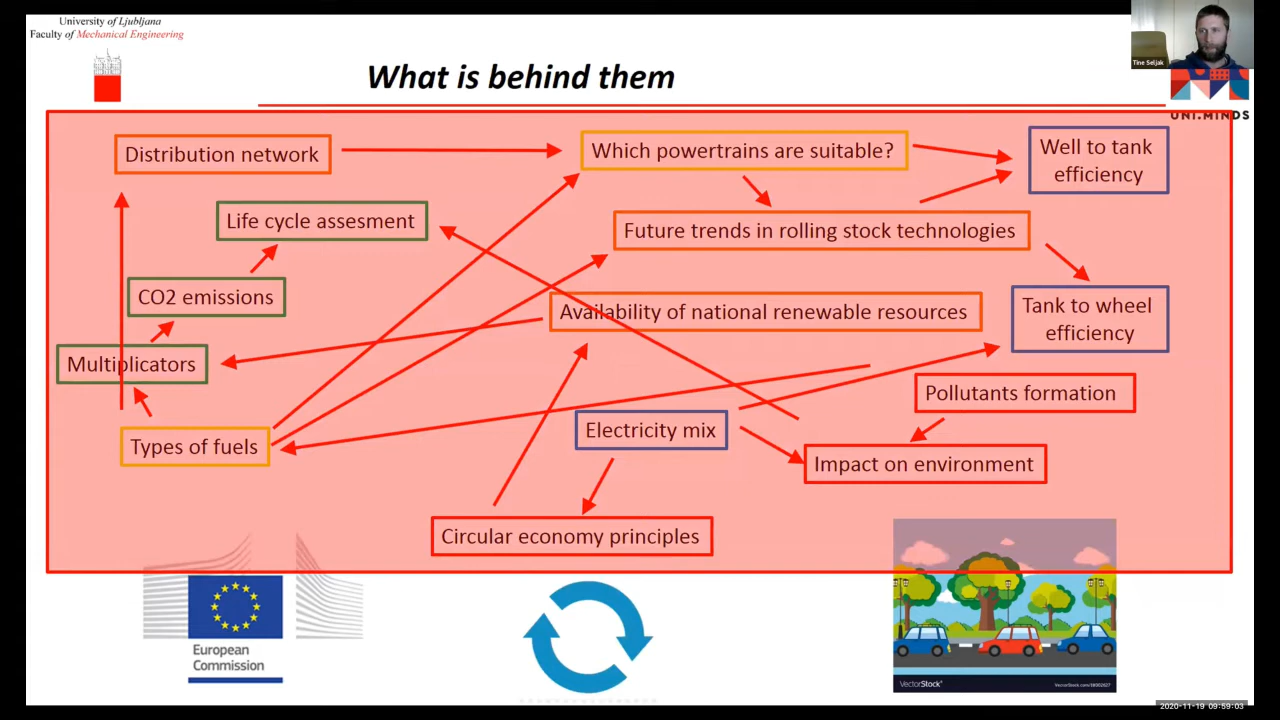 University of Ljubljana
Faculty of Mechanical Engineering
What is behind them
Tine Seljak
UNI.MINDS
Distribution network
Which powertrains are suitable?
Well to tank
efficiency
Life cycle assesment
Future trends in rolling stock technologies
CO2 emissions
Availability of national renewable resources
Tank to wheel
efficiency
Multiplicators
Pollutants formation
Types of fuels
Electricity mix
Impact on environment
Circular economy principles
European
Commission
VectorStock®
VectorStock.com/18002627
2020-11-19 09:59:03